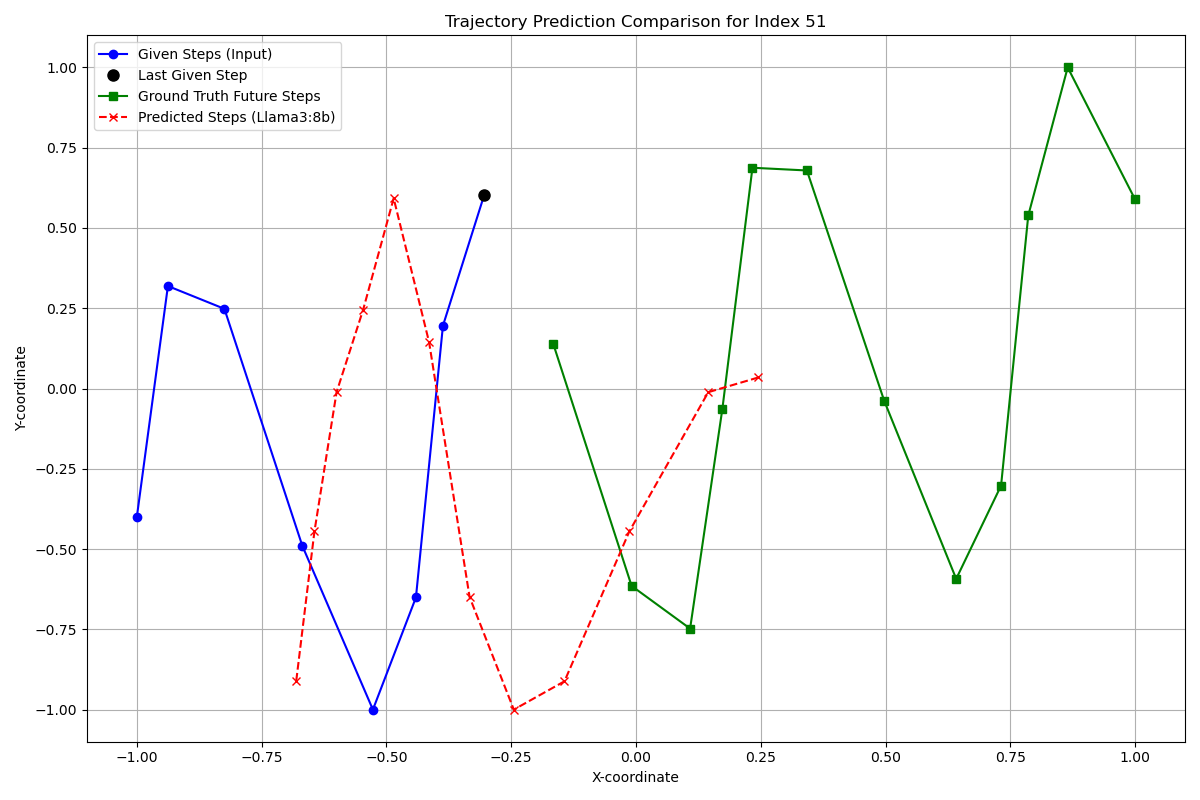 Trajectory Prediction Comparison for Index 51
Given Steps (Input)
Last Given Step
Ground Truth Future Steps
Predicted Steps (Llama3:8b)
1.00
0.75
0.50
0.25
0.00
−0.25
−0.50
−0.75
−1.00
Y-coordinate
−1.00 −0.75 −0.50 −0.25 0.00 0.25 0.50 0.75 1.00
X-coordinate